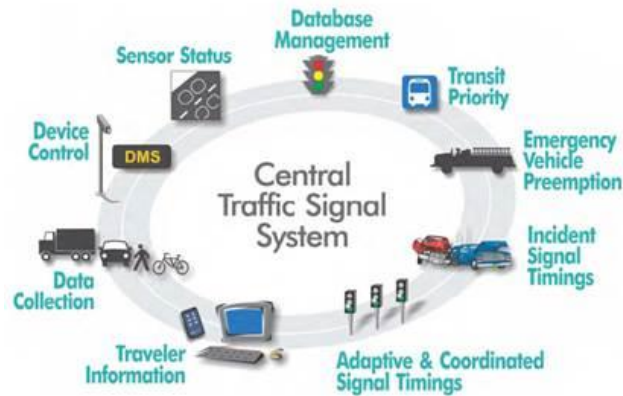 Database
Management
Sensor Status
Transit
Priority
Device
Control
DMS
Emergency
Vehicle
Preemption
Central
Traffic Signal
System
Incident
Signal
Timings
Data
Collection
Traveler
Information
Adaptive & Coordinated
Signal Timings